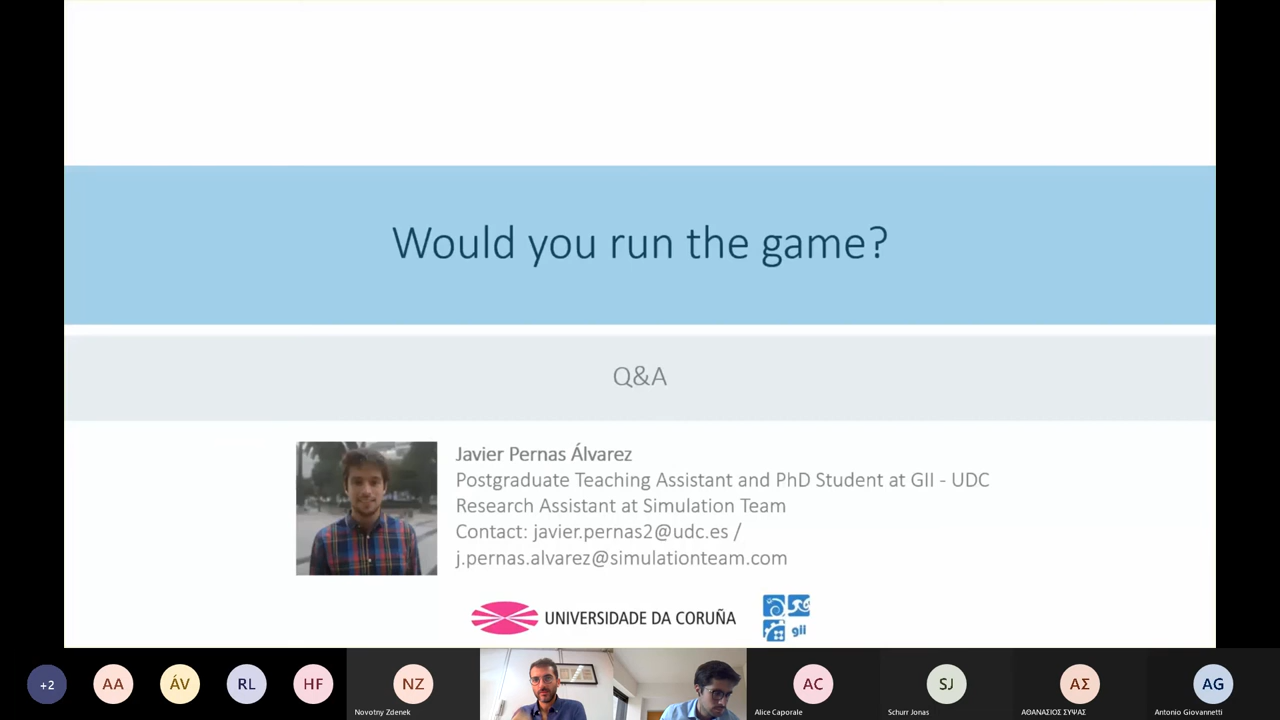 Would you run the game?
Q&A
Javier Pernas Álvarez
Postgraduate Teaching Assistant and PhD Student at GII - UDC
Research Assistant at Simulation Team
Contact: javier.pernas2@udc.es /
j.pernas.alvarez@simulationteam.com
UNIVERSIDADE DA CORUÑA
gii
+2
AA
ÁV
RL
HF
NZ
Novotny Zdenek
AC
Alice Caporale
SJ
Schurr Jonas
ΑΣ
ΑΘΑΝΑΣΙΟΣ ΣΥΨΑΣ
AG
Antonio Giovannetti